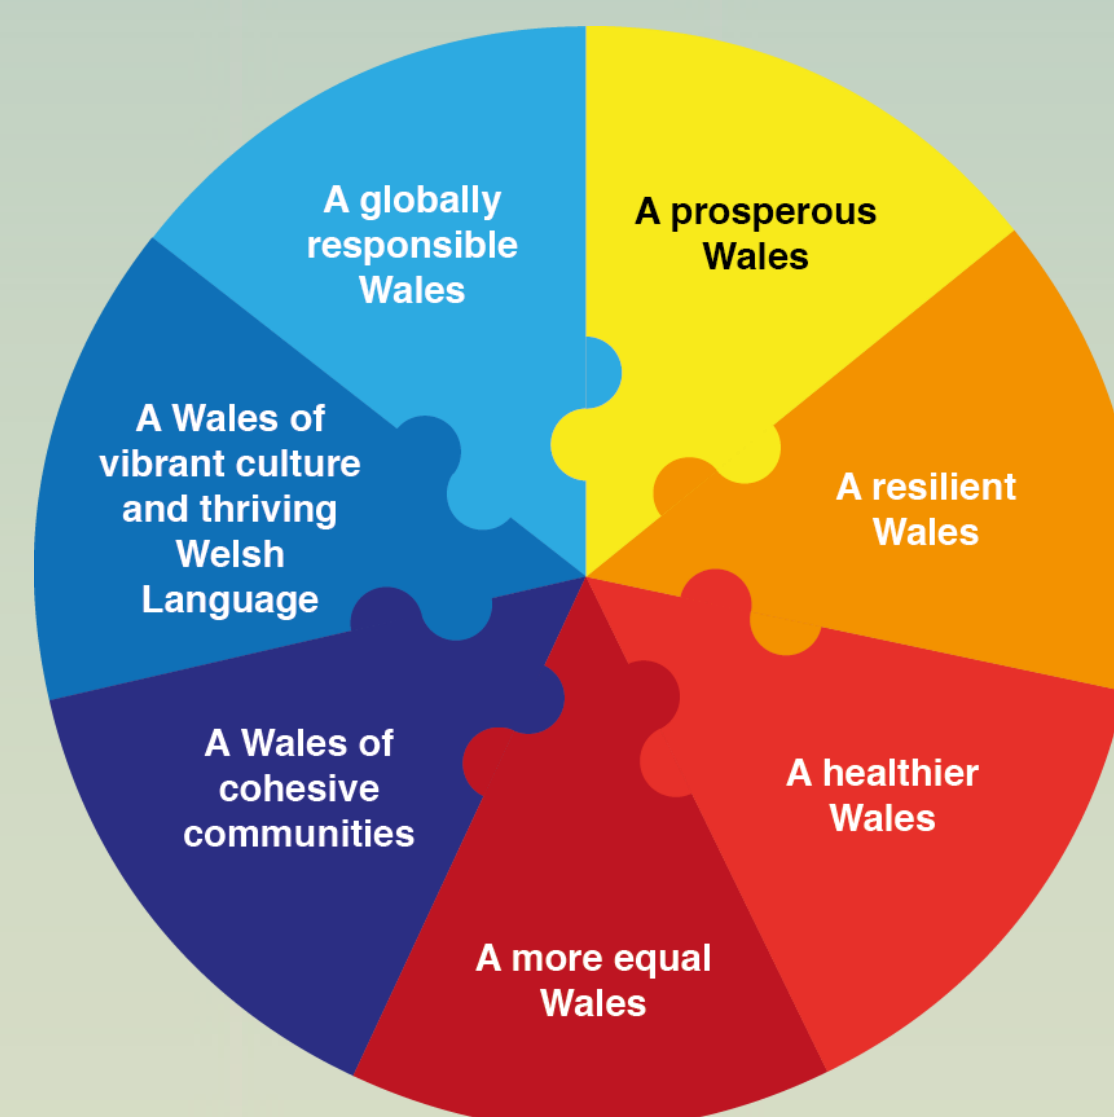 A prosperous
Wales
A resilient
Wales
A healthier
Wales
A more equal
Wales
A Wales of
cohesive
communities
A Wales of
vibrant culture
and thriving
Welsh
Language
A globally
responsible
Wales